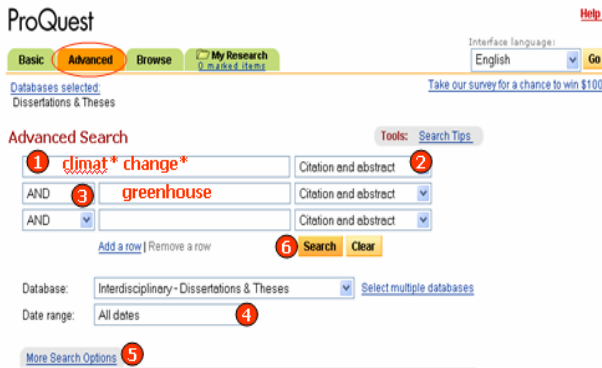 ProQuest
Help
Basic Advanced Browse My Research
0 marked items
Interface language:
English Go
Databases selected:
Dissertations & Theses
Take our survey for a chance to win $100
Advanced Search
Tools: Search Tips
1 climat* change* Citation and abstract 2
AND 3 greenhouse Citation and abstract
AND Citation and abstract
Add a row | Remove a row 6 Search Clear
Database: Interdisciplinary - Dissertations & Theses Select multiple databases
Date range: All dates 4
More Search Options 5